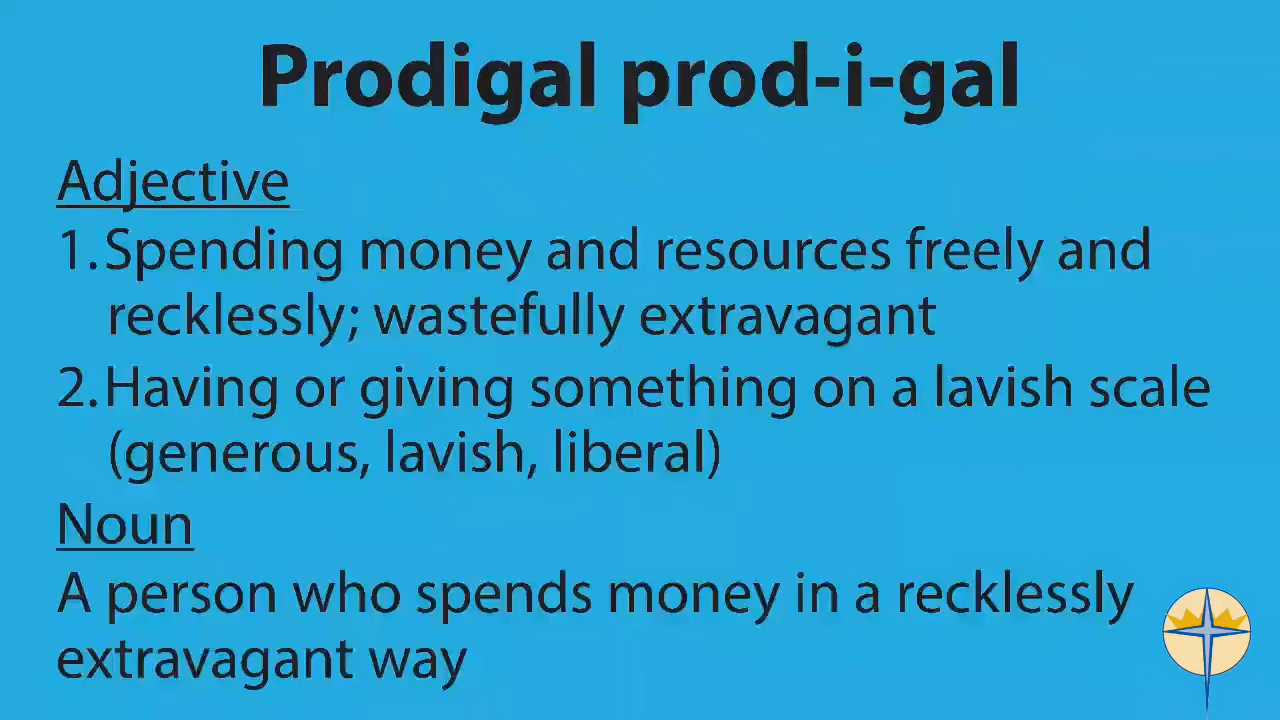 Prodigal prod-i-gal
Adjective
1. Spending money and resources freely and
recklessly; wastefully extravagant
2. Having or giving something on a lavish scale
(generous, lavish, liberal)
Noun
A person who spends money in a recklessly
extravagant way